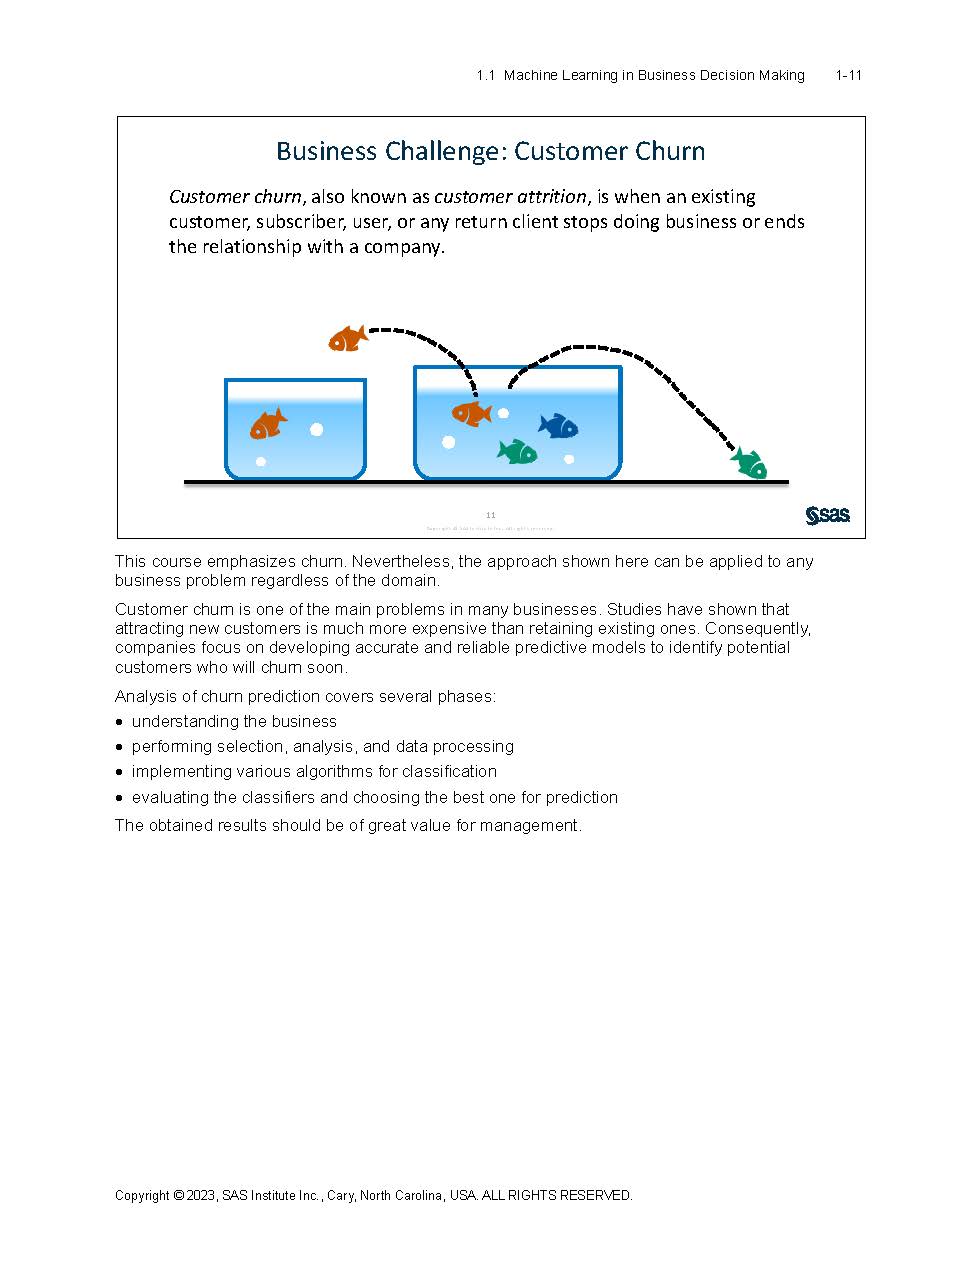 1.1 Machine Learning in Business Decision Making 1-11
Business Challenge: Customer Churn
Customer churn, also known as customer attrition, is when an existing
customer, subscriber, user, or any return client stops doing business or ends
the relationship with a company.
11
sas
This course emphasizes churn. Nevertheless, the approach shown here can be applied to any
business problem regardless of the domain.
Customer churn is one of the main problems in many businesses. Studies have shown that
attracting new customers is much more expensive than retaining existing ones. Consequently,
companies focus on developing accurate and reliable predictive models to identify potential
customers who will churn soon.
Analysis of churn prediction covers several phases:
• understanding the business
• performing selection, analysis, and data processing
• implementing various algorithms for classification
• evaluating the classifiers and choosing the best one for prediction
The obtained results should be of great value for management.
Copyright © 2023, SAS Institute Inc., Cary, North Carolina, USA. ALL RIGHTS RESERVED.